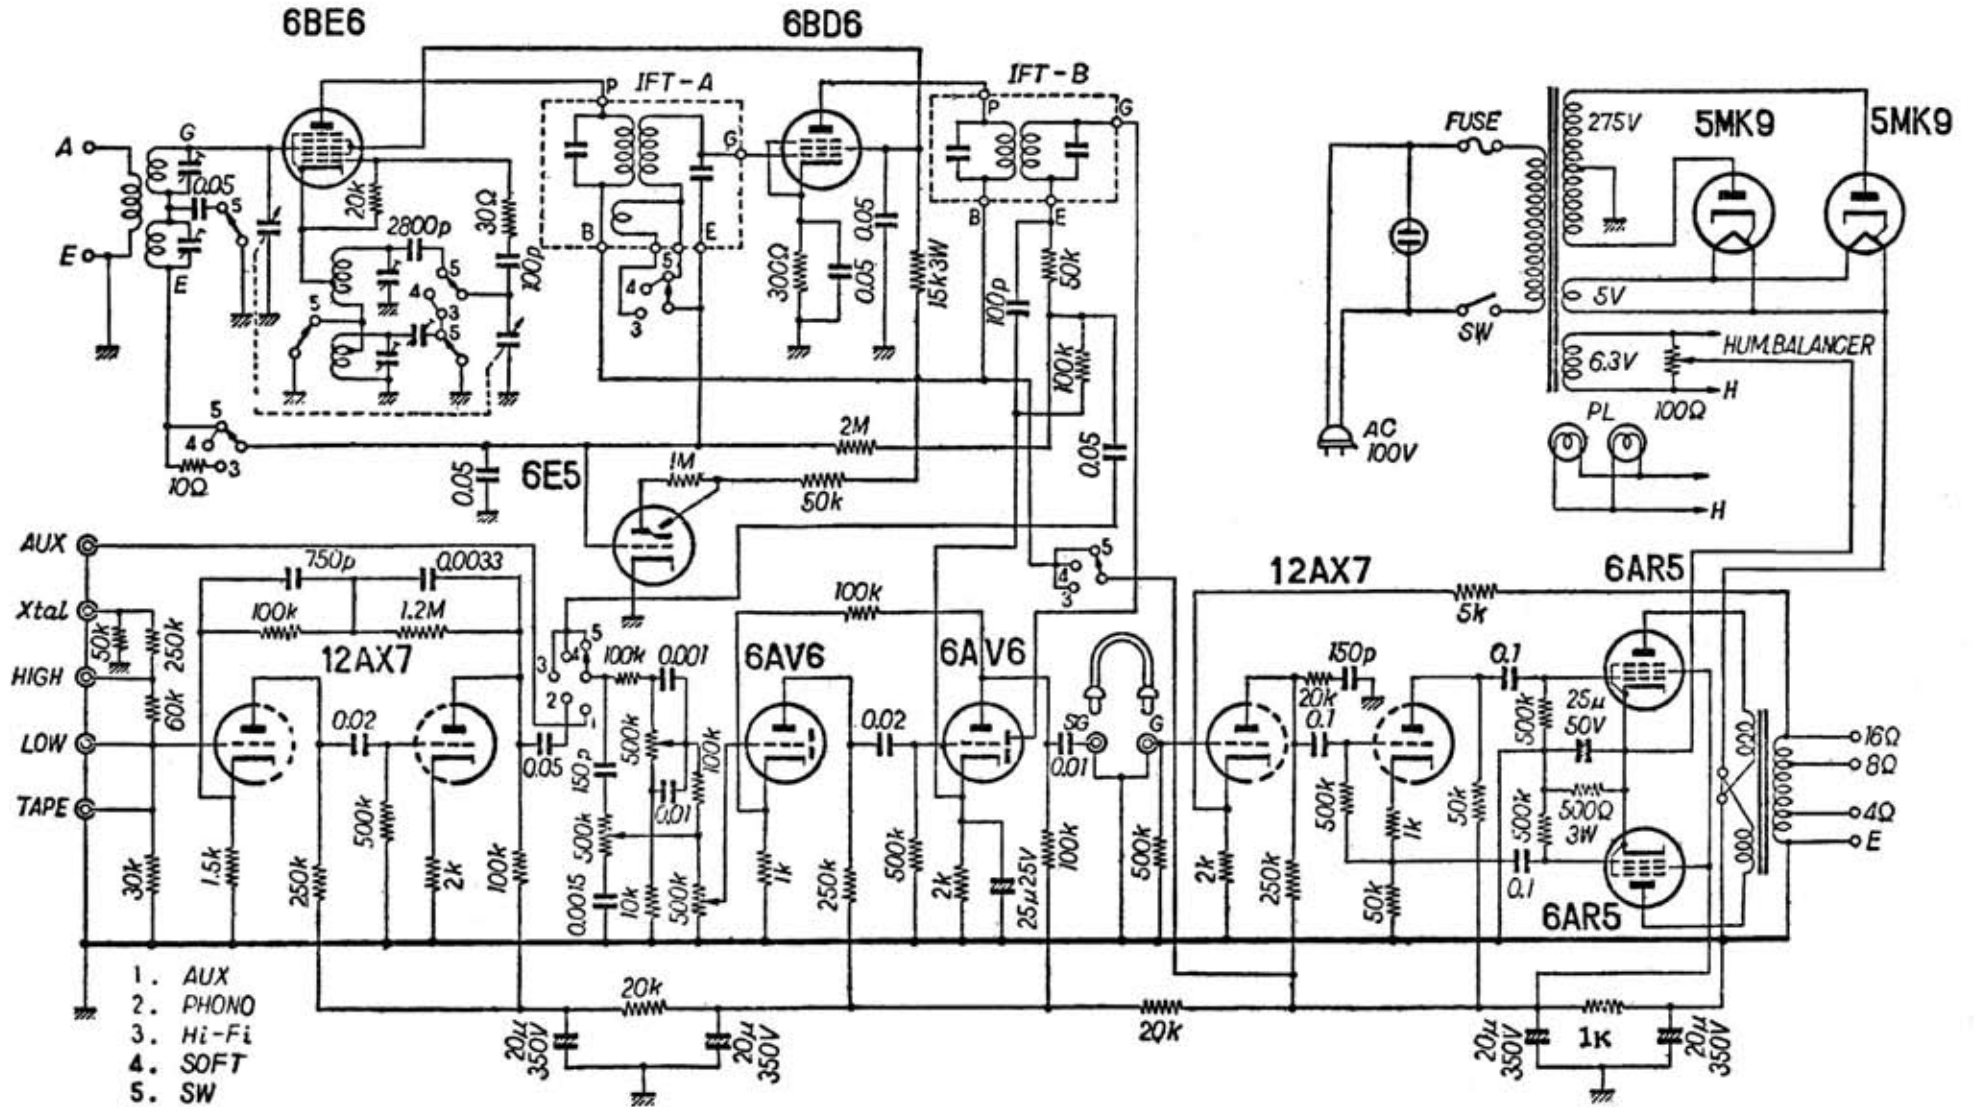 6BE6
6BD6
IFT-A
IFT-B
P
P
G
G
G
A
E
E
0.05
5
20k
2800p
30Ω
100p
5
4
3
5
5
B
E
5
4
3
300Ω
0.05
0.05
15k3W
B
E
100p
50k
100k
0.05
FUSE
SW
AC
100V
275V
5MK9
5MK9
5V
6.3V
HUM.BALANCER
H
100Ω
PL
H
5
4
3
10Ω
0.05
6E5
1M
2M
50k
AUX
Xtal
HIGH
LOW
TAPE
750p
0.0033
100k
1.2M
50k
250k
60k
12AX7
0.02
0.05
30k
1.5k
250k
500k
2k
100k
5
4
3
2
1
100k
0.001
500k
150p
0.01
100k
500k
0.0015
10k
500k
100k
6AV6
6AV6
0.02
1k
250k
500k
2k
25μ25V
100k
5
4
3
SG
G
0.01
500k
12AX7
5k
6AR5
150p
20k
0.1
0.1
500k
25μ
50V
500k
1k
50k
500k
500Ω
3W
2k
250k
50k
0.1
6AR5
16Ω
8Ω
4Ω
E
1. AUX
2. PHONO
3. Hi-Fi
4. SOFT
5. SW
20k
20μ
350V
20μ
350V
20k
20μ
350V
1K
20μ
350V